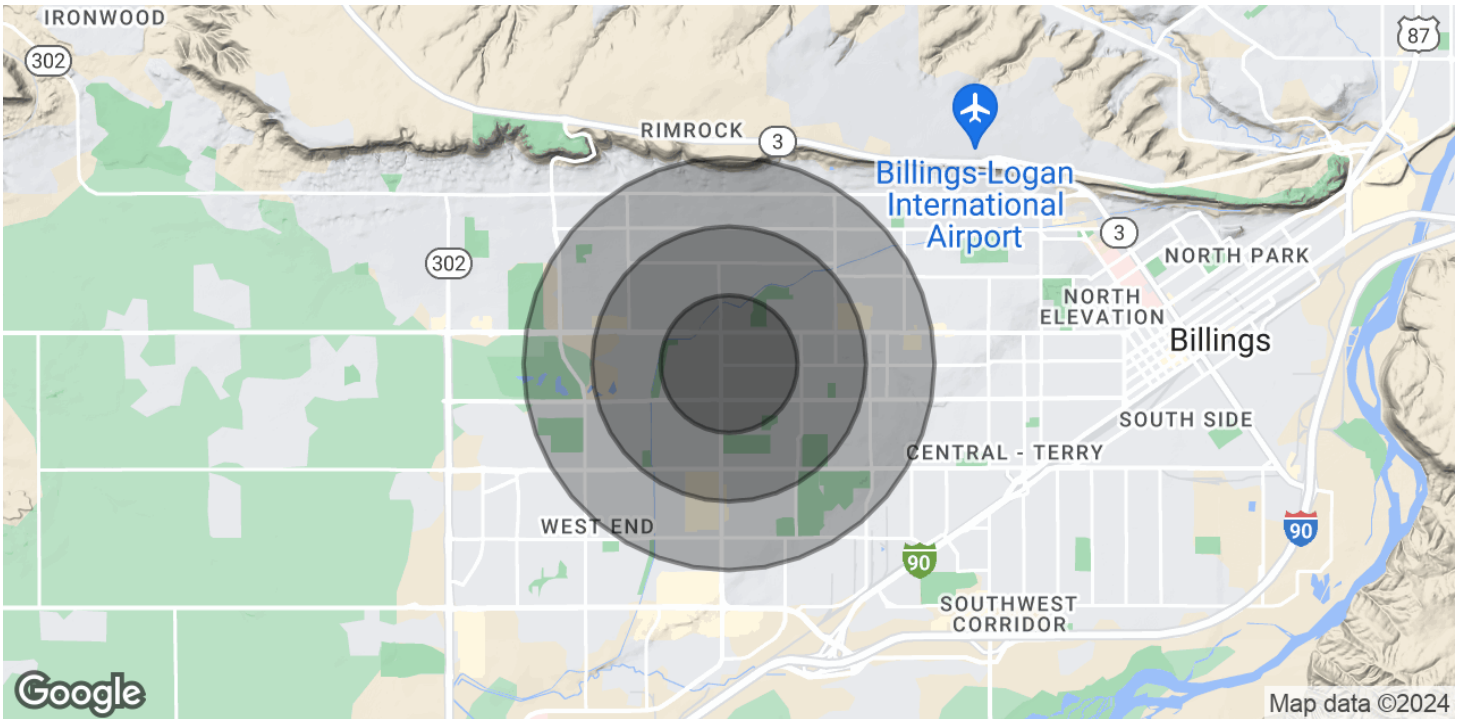 IRONWOOD
302
87
RIMROCK
3
Billings-Logan
International
Airport
3
302
NORTH PARK
NORTH
ELEVATION
Billings
SOUTH SIDE
CENTRAL - TERRY
WEST END
90
90
SOUTHWEST
CORRIDOR
Google
Map data ©2024